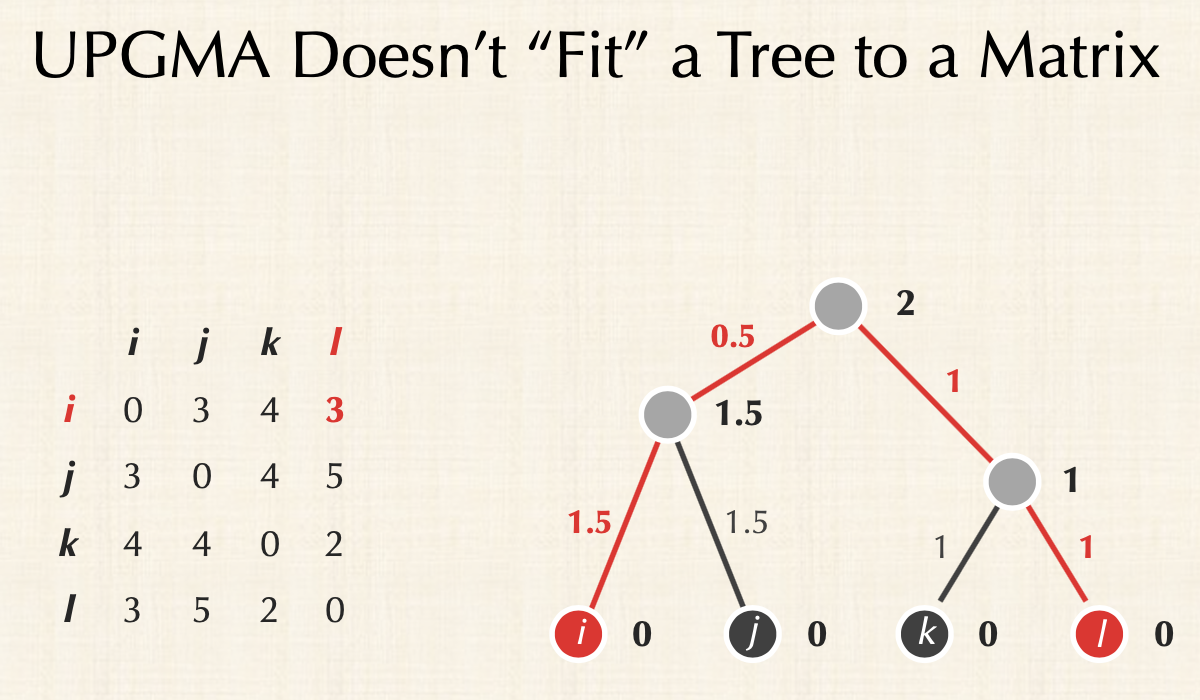 UPGMA Doesn’t “Fit” a Tree to a Matrix
i j k l
i 0 3 4 3
j 3 0 4 5
k 4 4 0 2
l 3 5 2 0
2
0.5
1
1.5
1
1.5 1.5 1 1
i 0 j 0 k 0 l 0